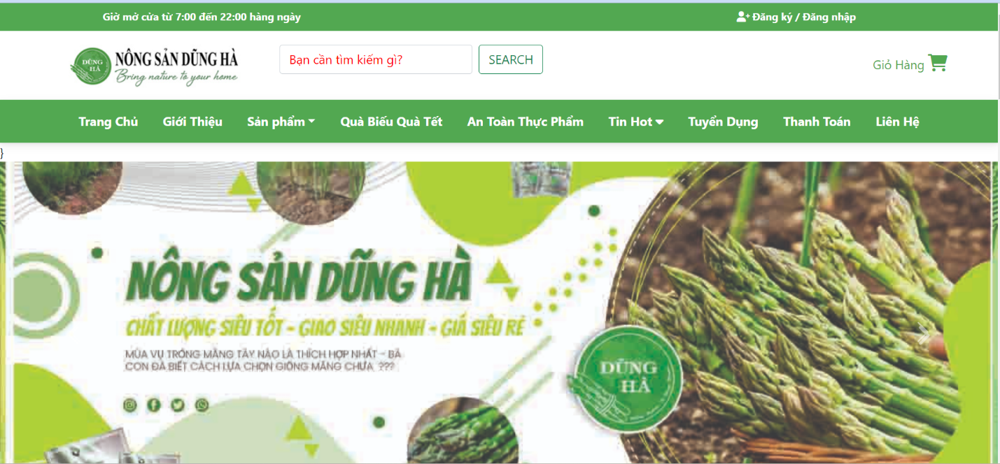 Giờ mở cửa từ 7:00 đến 22:00 hàng ngày
Đăng ký / Đăng nhập
DŨNG
HÀ
NÔNG SẢN DŨNG HÀ
Bring nature to your home
Bạn cần tìm kiếm gì?
SEARCH
Giỏ Hàng
Trang Chủ Giới Thiệu Sản phẩm Quà Biếu Quà Tết An Toàn Thực Phẩm Tin Hot Tuyển Dụng Thanh Toán Liên Hệ
}
NÔNG SẢN DŨNG HÀ
CHẤT LƯỢNG SIÊU TỐT - GIAO SIÊU NHANH - GIÁ SIÊU RẺ
MÙA VỤ TRỒNG MĂNG TÂY NÀO LÀ THÍCH HỢP NHẤT - BÀ
CON ĐÃ BIẾT CÁCH LỰA CHỌN GIỐNG MĂNG CHƯA ???
DŨNG
HÀ